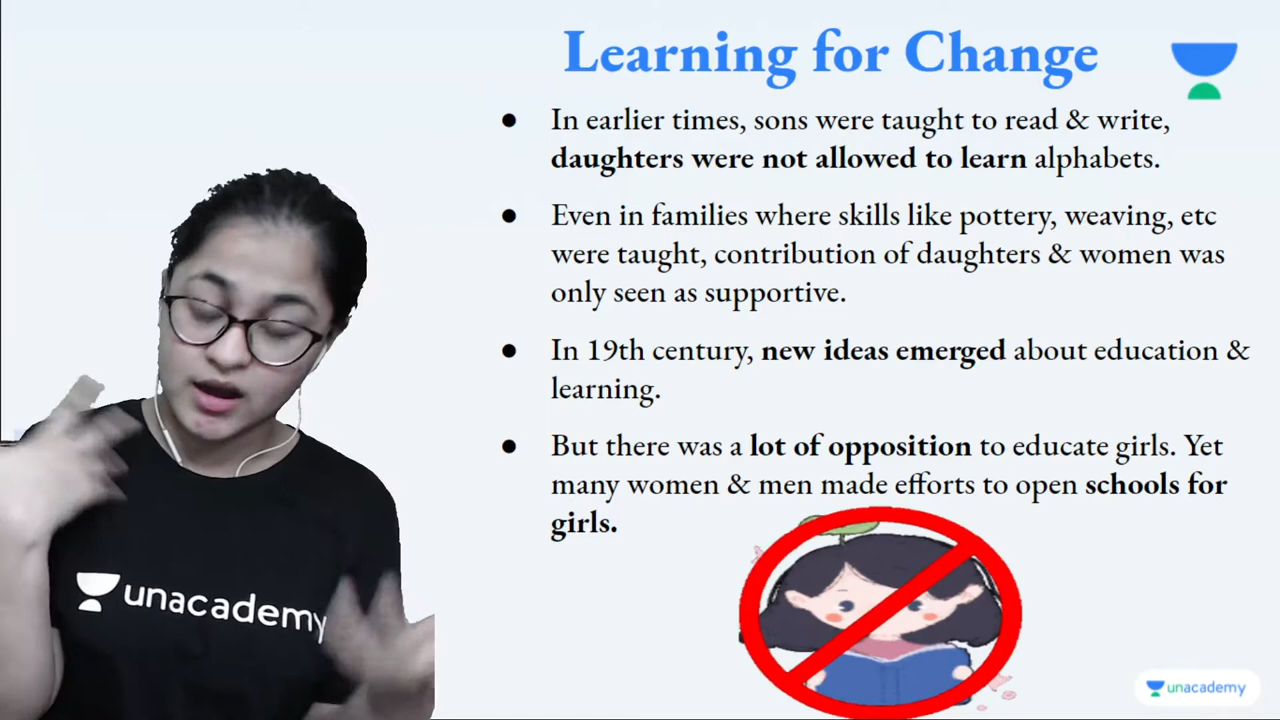 Learning for Change
● In earlier times, sons were taught to read & write,
daughters were not allowed to learn alphabets.
● Even in families where skills like pottery, weaving, etc
were taught, contribution of daughters & women was
only seen as supportive.
● In 19th century, new ideas emerged about education &
learning.
● But there was a lot of opposition to educate girls. Yet
many women & men made efforts to open schools for
girls.
unacademy
unacademy